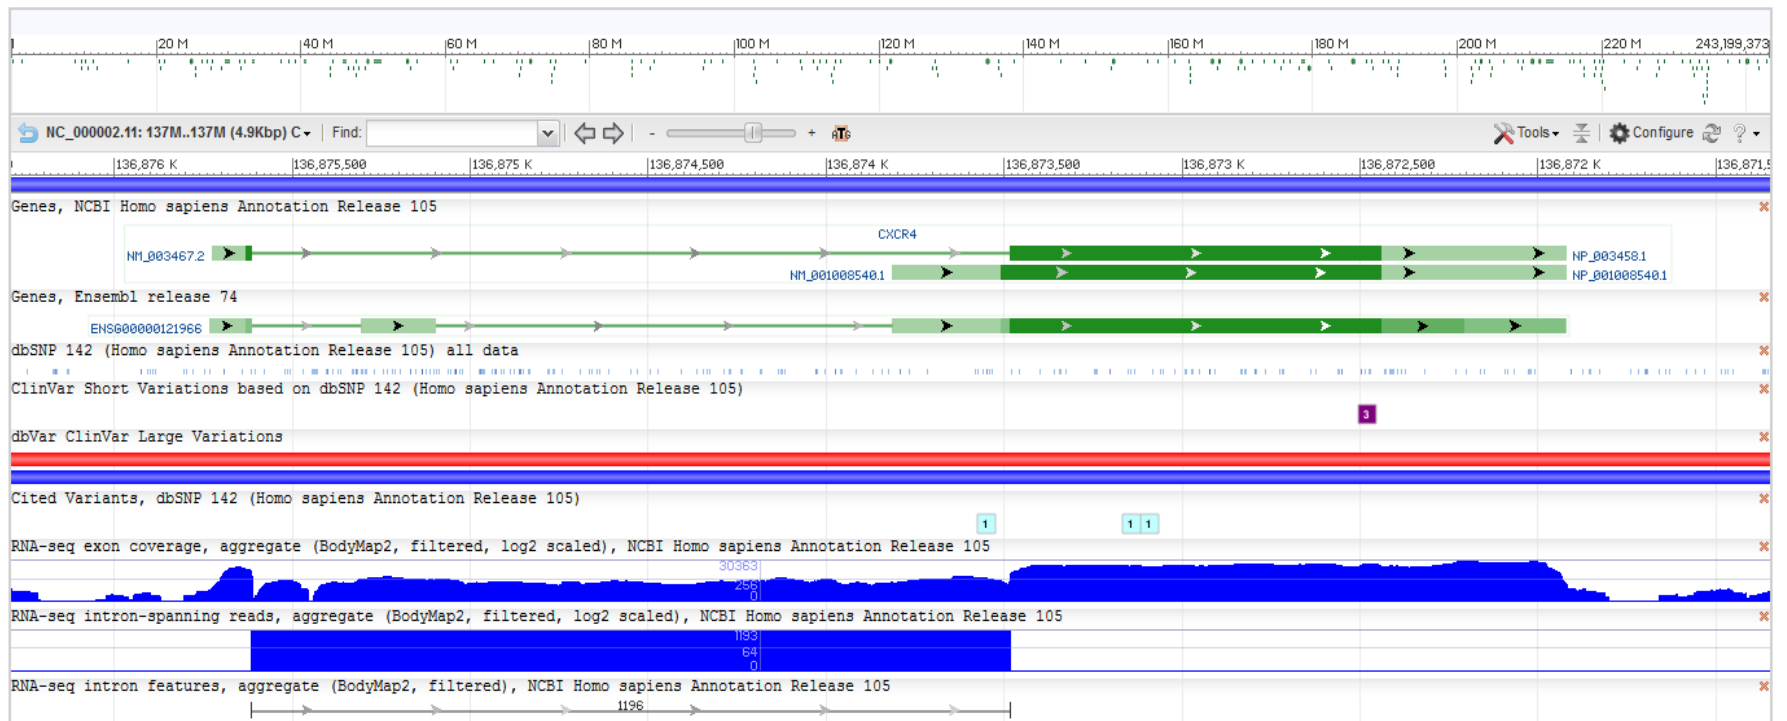 20 M 40 M 60 M 80 M 100 M 120 M 140 M 160 M 180 M 200 M 220 M 243,199,373
NC_000002.11: 137M..137M (4.9Kbp) C Find: - + ATG Tools Configure ?
136,876 K 136,875,500 136,875 K 136,874,500 136,874 K 136,873,500 136,873 K 136,872,500 136,872 K 136,871,5
Genes, NCBI Homo sapiens Annotation Release 105
CXCR4
NM_003467.2 NP_003458.1
NM_001008540.1 NP_001008540.1
Genes, Ensembl release 74
ENSG00000121966
dbSNP 142 (Homo sapiens Annotation Release 105) all data
ClinVar Short Variations based on dbSNP 142 (Homo sapiens Annotation Release 105)
3
dbVar ClinVar Large Variations
Cited Variants, dbSNP 142 (Homo sapiens Annotation Release 105)
1 1 1
RNA-seq exon coverage, aggregate (BodyMap2, filtered, log2 scaled), NCBI Homo sapiens Annotation Release 105
30363
256
0
RNA-seq intron-spanning reads, aggregate (BodyMap2, filtered, log2 scaled), NCBI Homo sapiens Annotation Release 105
1193
64
0
RNA-seq intron features, aggregate (BodyMap2, filtered), NCBI Homo sapiens Annotation Release 105
1196